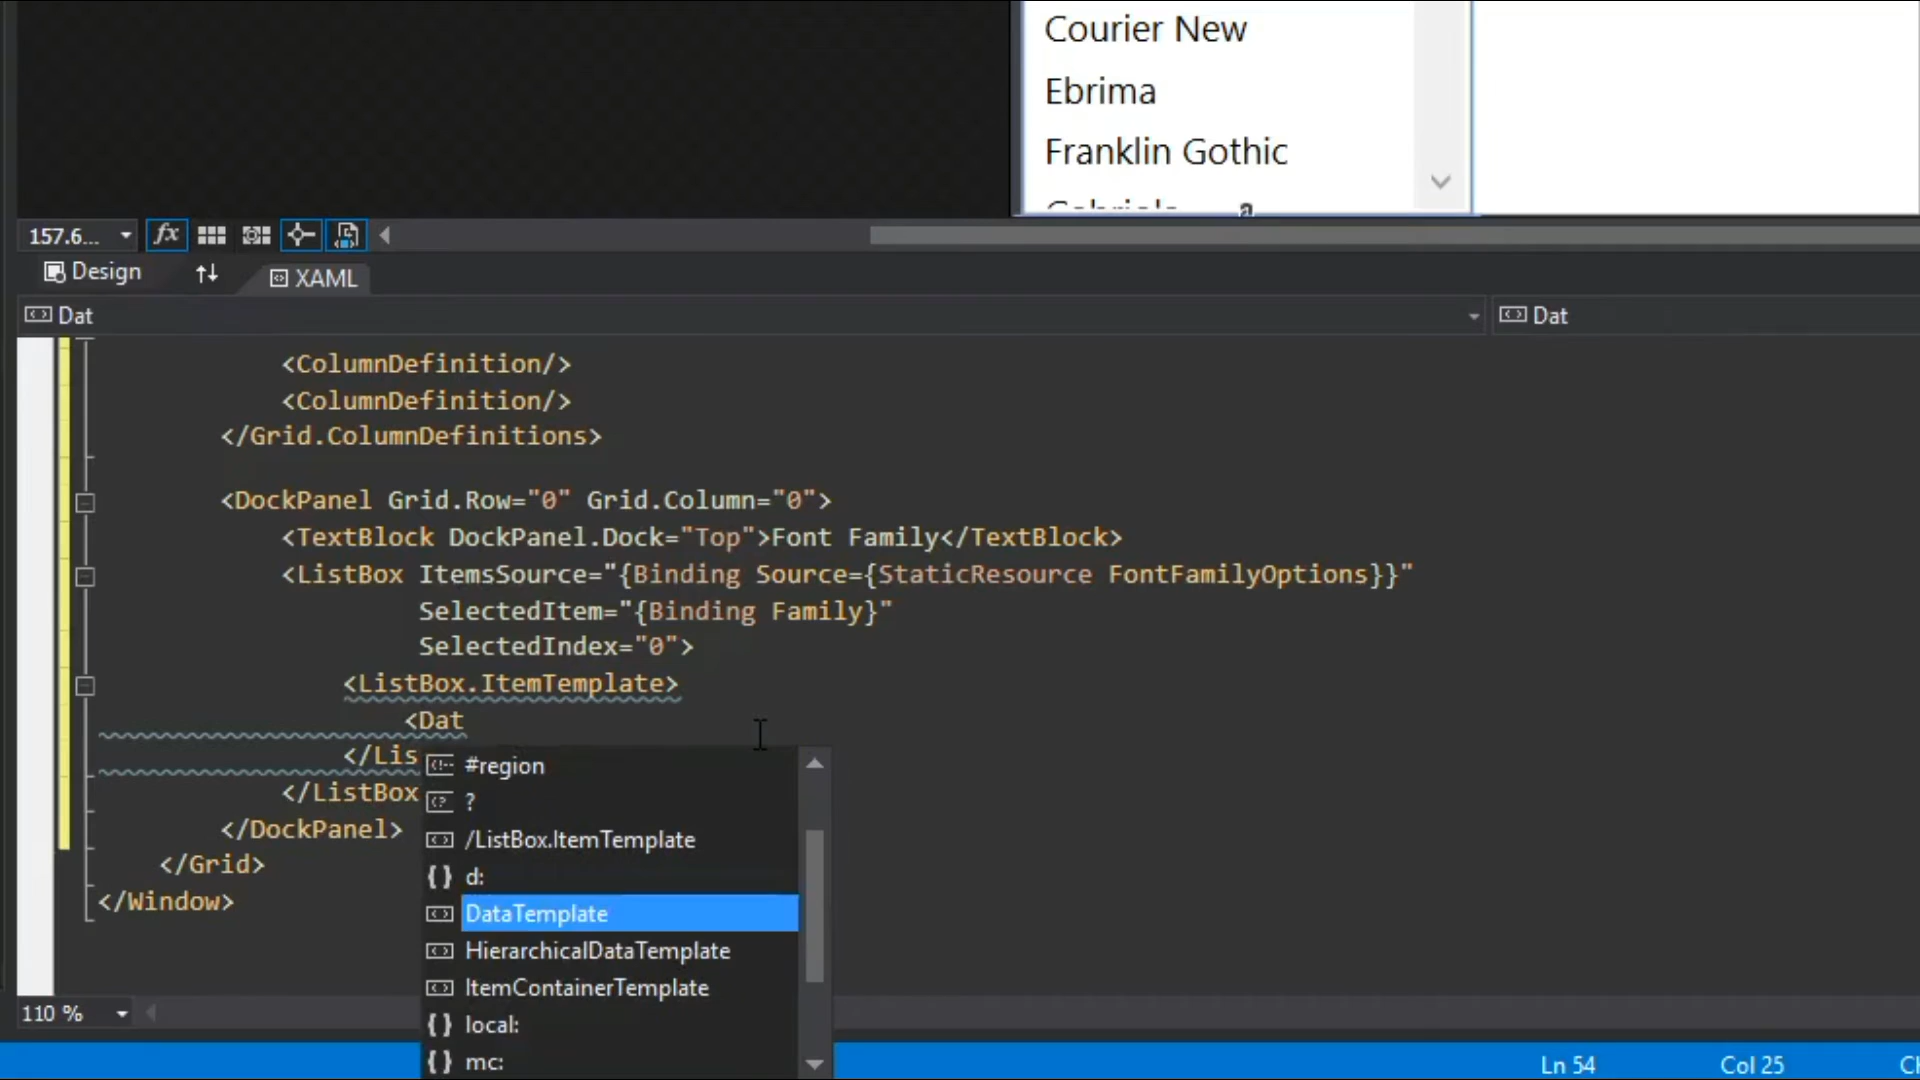 Courier New
Ebrima
Franklin Gothic
157.6...
fx
Design
XAML
Dat
Dat
<ColumnDefinition/>
<ColumnDefinition/>
</Grid.ColumnDefinitions>
<DockPanel Grid.Row="0" Grid.Column="0">
<TextBlock DockPanel.Dock="Top">Font Family</TextBlock>
<ListBox ItemsSource="{Binding Source={StaticResource FontFamilyOptions}}"
SelectedItem="{Binding Family}"
SelectedIndex="0">
<ListBox.ItemTemplate>
<Dat
</Lis
</ListBox
</DockPanel>
</Grid>
</Window>
#region
?
/ListBox.ItemTemplate
d:
DataTemplate
HierarchicalDataTemplate
ItemContainerTemplate
local:
mc:
110 %
Ln 54
Col 25